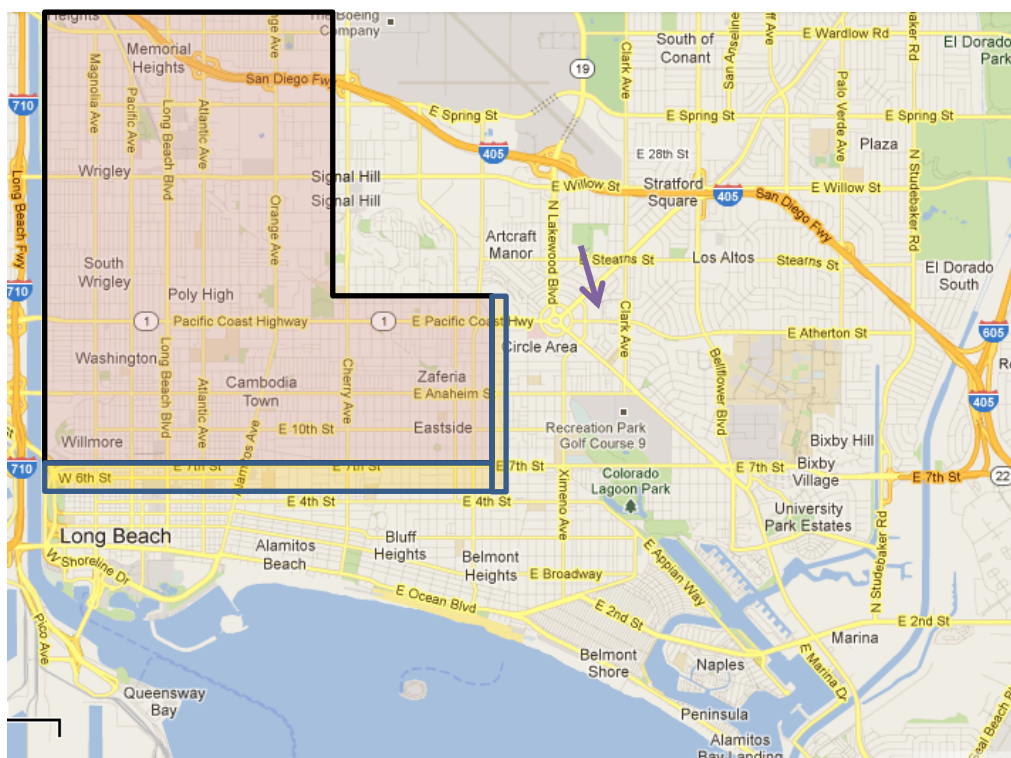 Heights
The Boeing
Company
E Wardlow Rd
South of
Conant
El Dorado
Park
Memorial
Heights
19
San Diego Fwy
Clark Ave
San Anseline
Palo Verde Ave
Magnolia Ave
Pacific Ave
Long Beach Blvd
Atlantic Ave
710
E Spring St
E Spring St
Plaza
405
E 28th St
Wrigley
Signal Hill
Signal Hill
E Willow St
Stratford
Square
405
San Diego Fwy
E Willow St
N Studebaker Rd
Long Beach Fwy
Orange Ave
N Lakewood Blvd
Artcraft
Manor
E Stearns St
Los Altos
Stearns St
South
Wrigley
El Dorado
South
710
Poly High
1
Pacific Coast Highway
1
E Pacific Coast Hwy
Clark Ave
E Atherton St
605
Circle Area
Washington
Long Beach Blvd
Atlantic Ave
Cambodia
Town
Cherry Ave
Zaferia
E Anaheim S
Bellflower Blvd
405
Willmore
E 10th St
Eastside
Recreation Park
Golf Course 9
Bixby Hill
710
W 6th St
E 7th St
E 7th St
E 7th St
E 7th St
Bixby
Village
E 7th St
22
Alamitos Ave
Ximeno Ave
Colorado
Lagoon Park
E 4th St
E 4th St
University
Park Estates
Long Beach
Alamitos
Beach
Bluff
Heights
Belmont
Heights
E Broadway
W Shoreline Dr
E Ocean Blvd
E Appian Way
N Studebaker Rd
E 2nd St
E 2nd St
Pico Ave
Belmont
Shore
Naples
Marina
E Marina Dr
Queensway
Bay
Peninsula
Seal Beach
Alamitos
Bay Landing